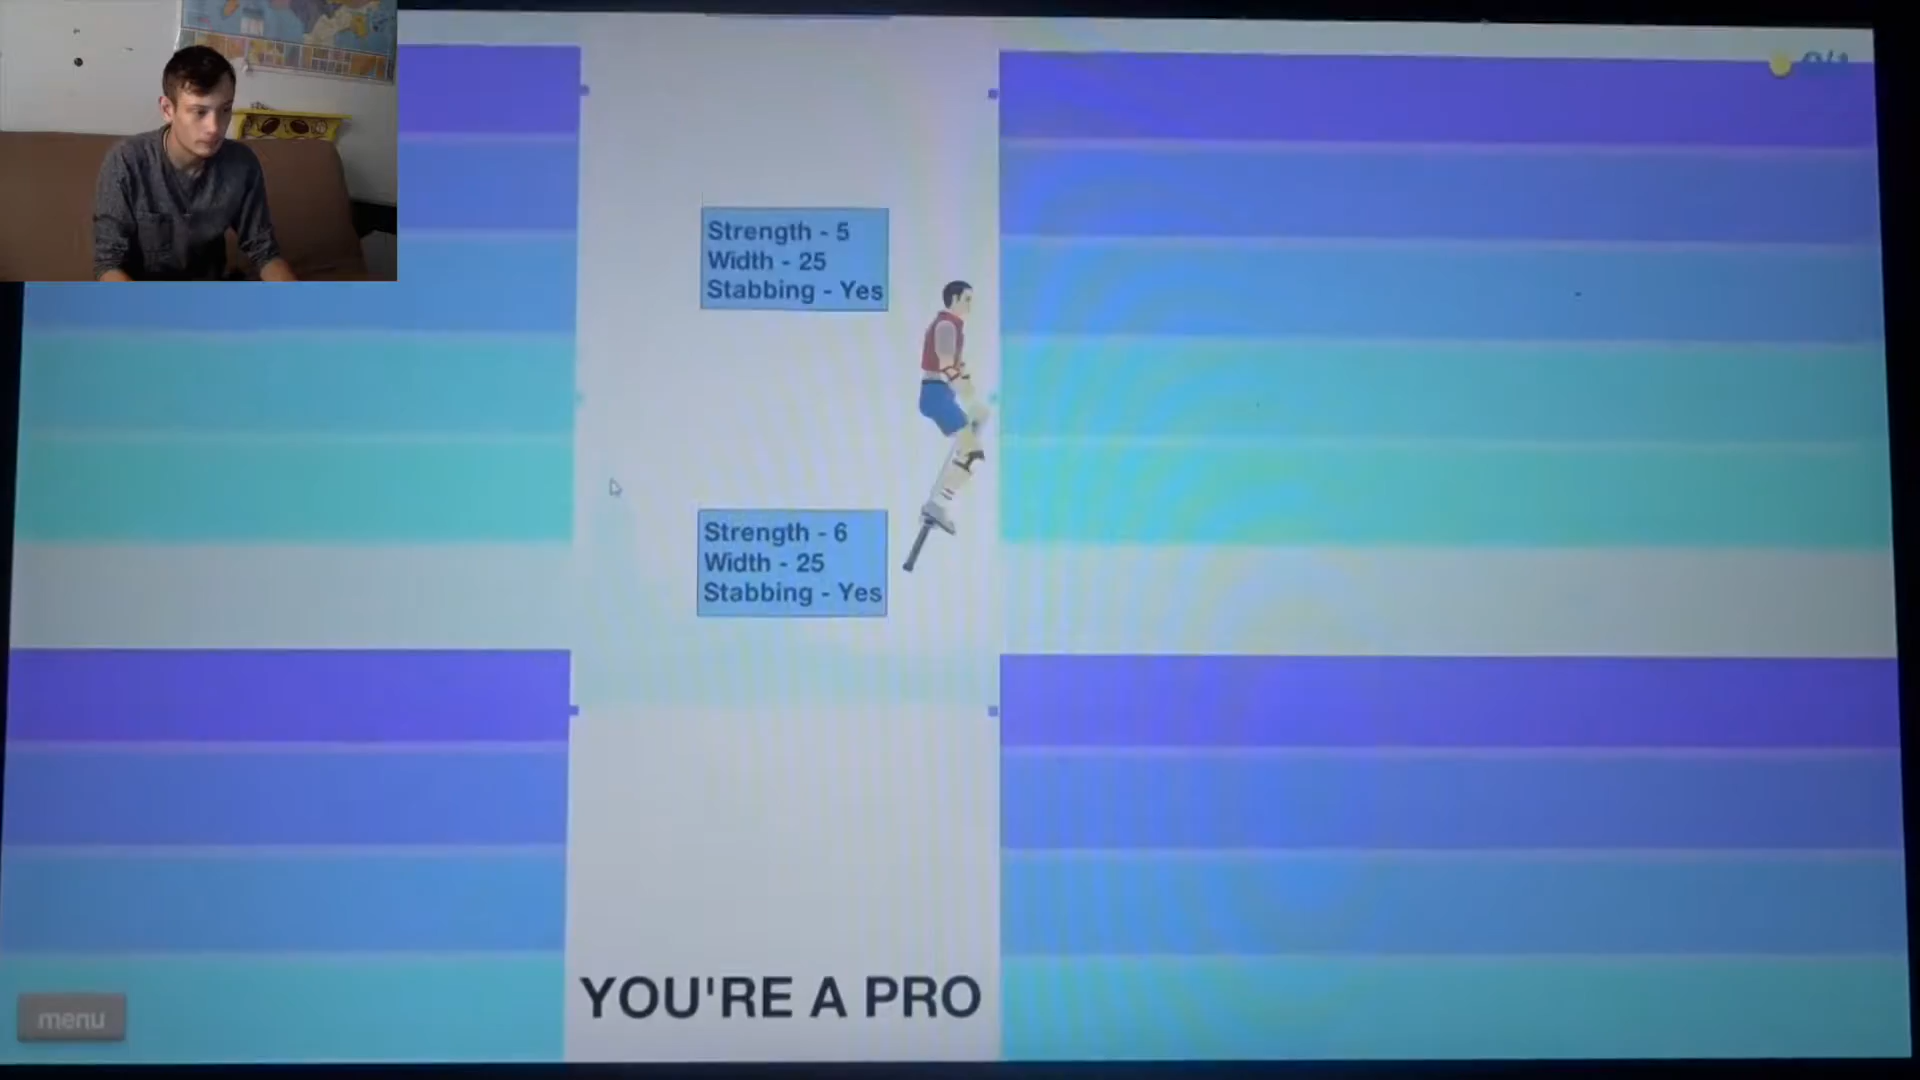 Strength - 5
Width - 25
Stabbing - Yes
Strength - 6
Width - 25
Stabbing - Yes
YOU'RE A PRO
menu